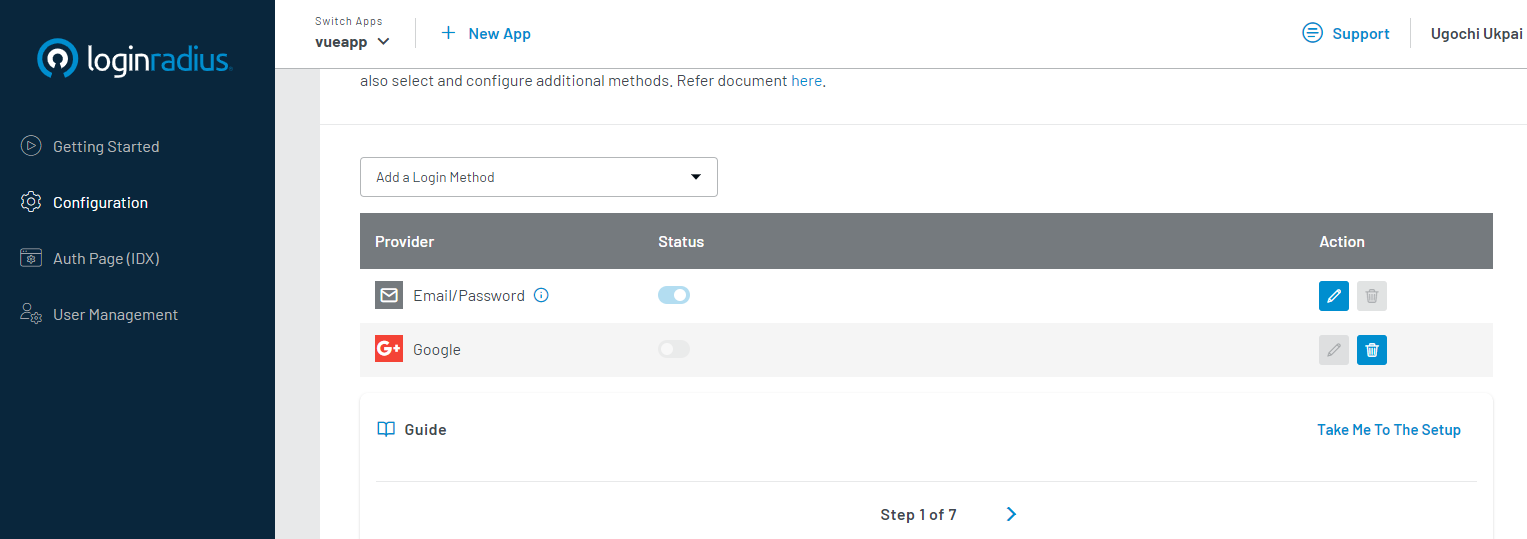 loginradius
Switch Apps
vueapp
+ New App
Support
Ugochi Ukpai
Getting Started
Configuration
Auth Page (IDX)
User Management
also select and configure additional methods. Refer document here.
Add a Login Method
Provider Status Action
Email/Password
G+ Google
Guide
Take Me To The Setup
Step 1 of 7